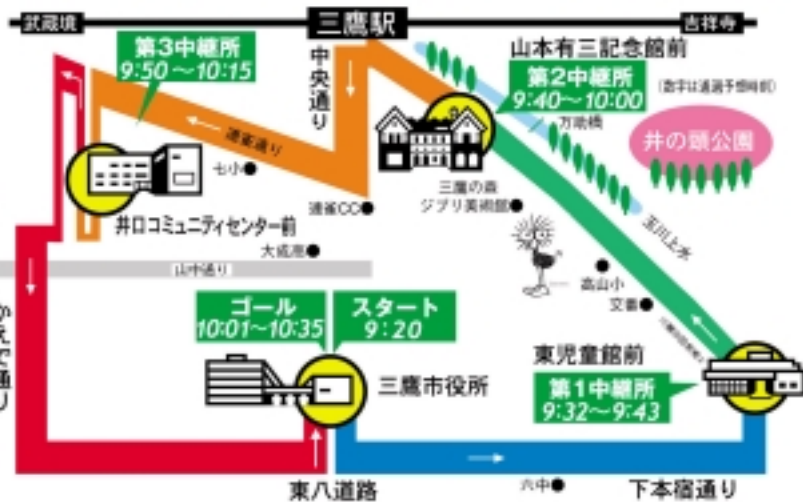 武蔵境
三鷹駅
吉祥寺
第3中継所
9:50～10:15
中央通り
山本有三記念館前
第2中継所
9:40～10:00
(数字は通過予想時刻)
万助橋
井の頭公園
連雀通り
七小●
連雀CC●
三鷹の森
ジブリ美術館●
玉川上水
井口コミュニティセンター前
大成高●
山中通り
高山小
交番●
かえで通り
ゴール
10:01～10:35
スタート
9:20
三鷹市役所
東児童館前
第1中継所
9:32～9:43
東八道路
六中●
下本宿通り